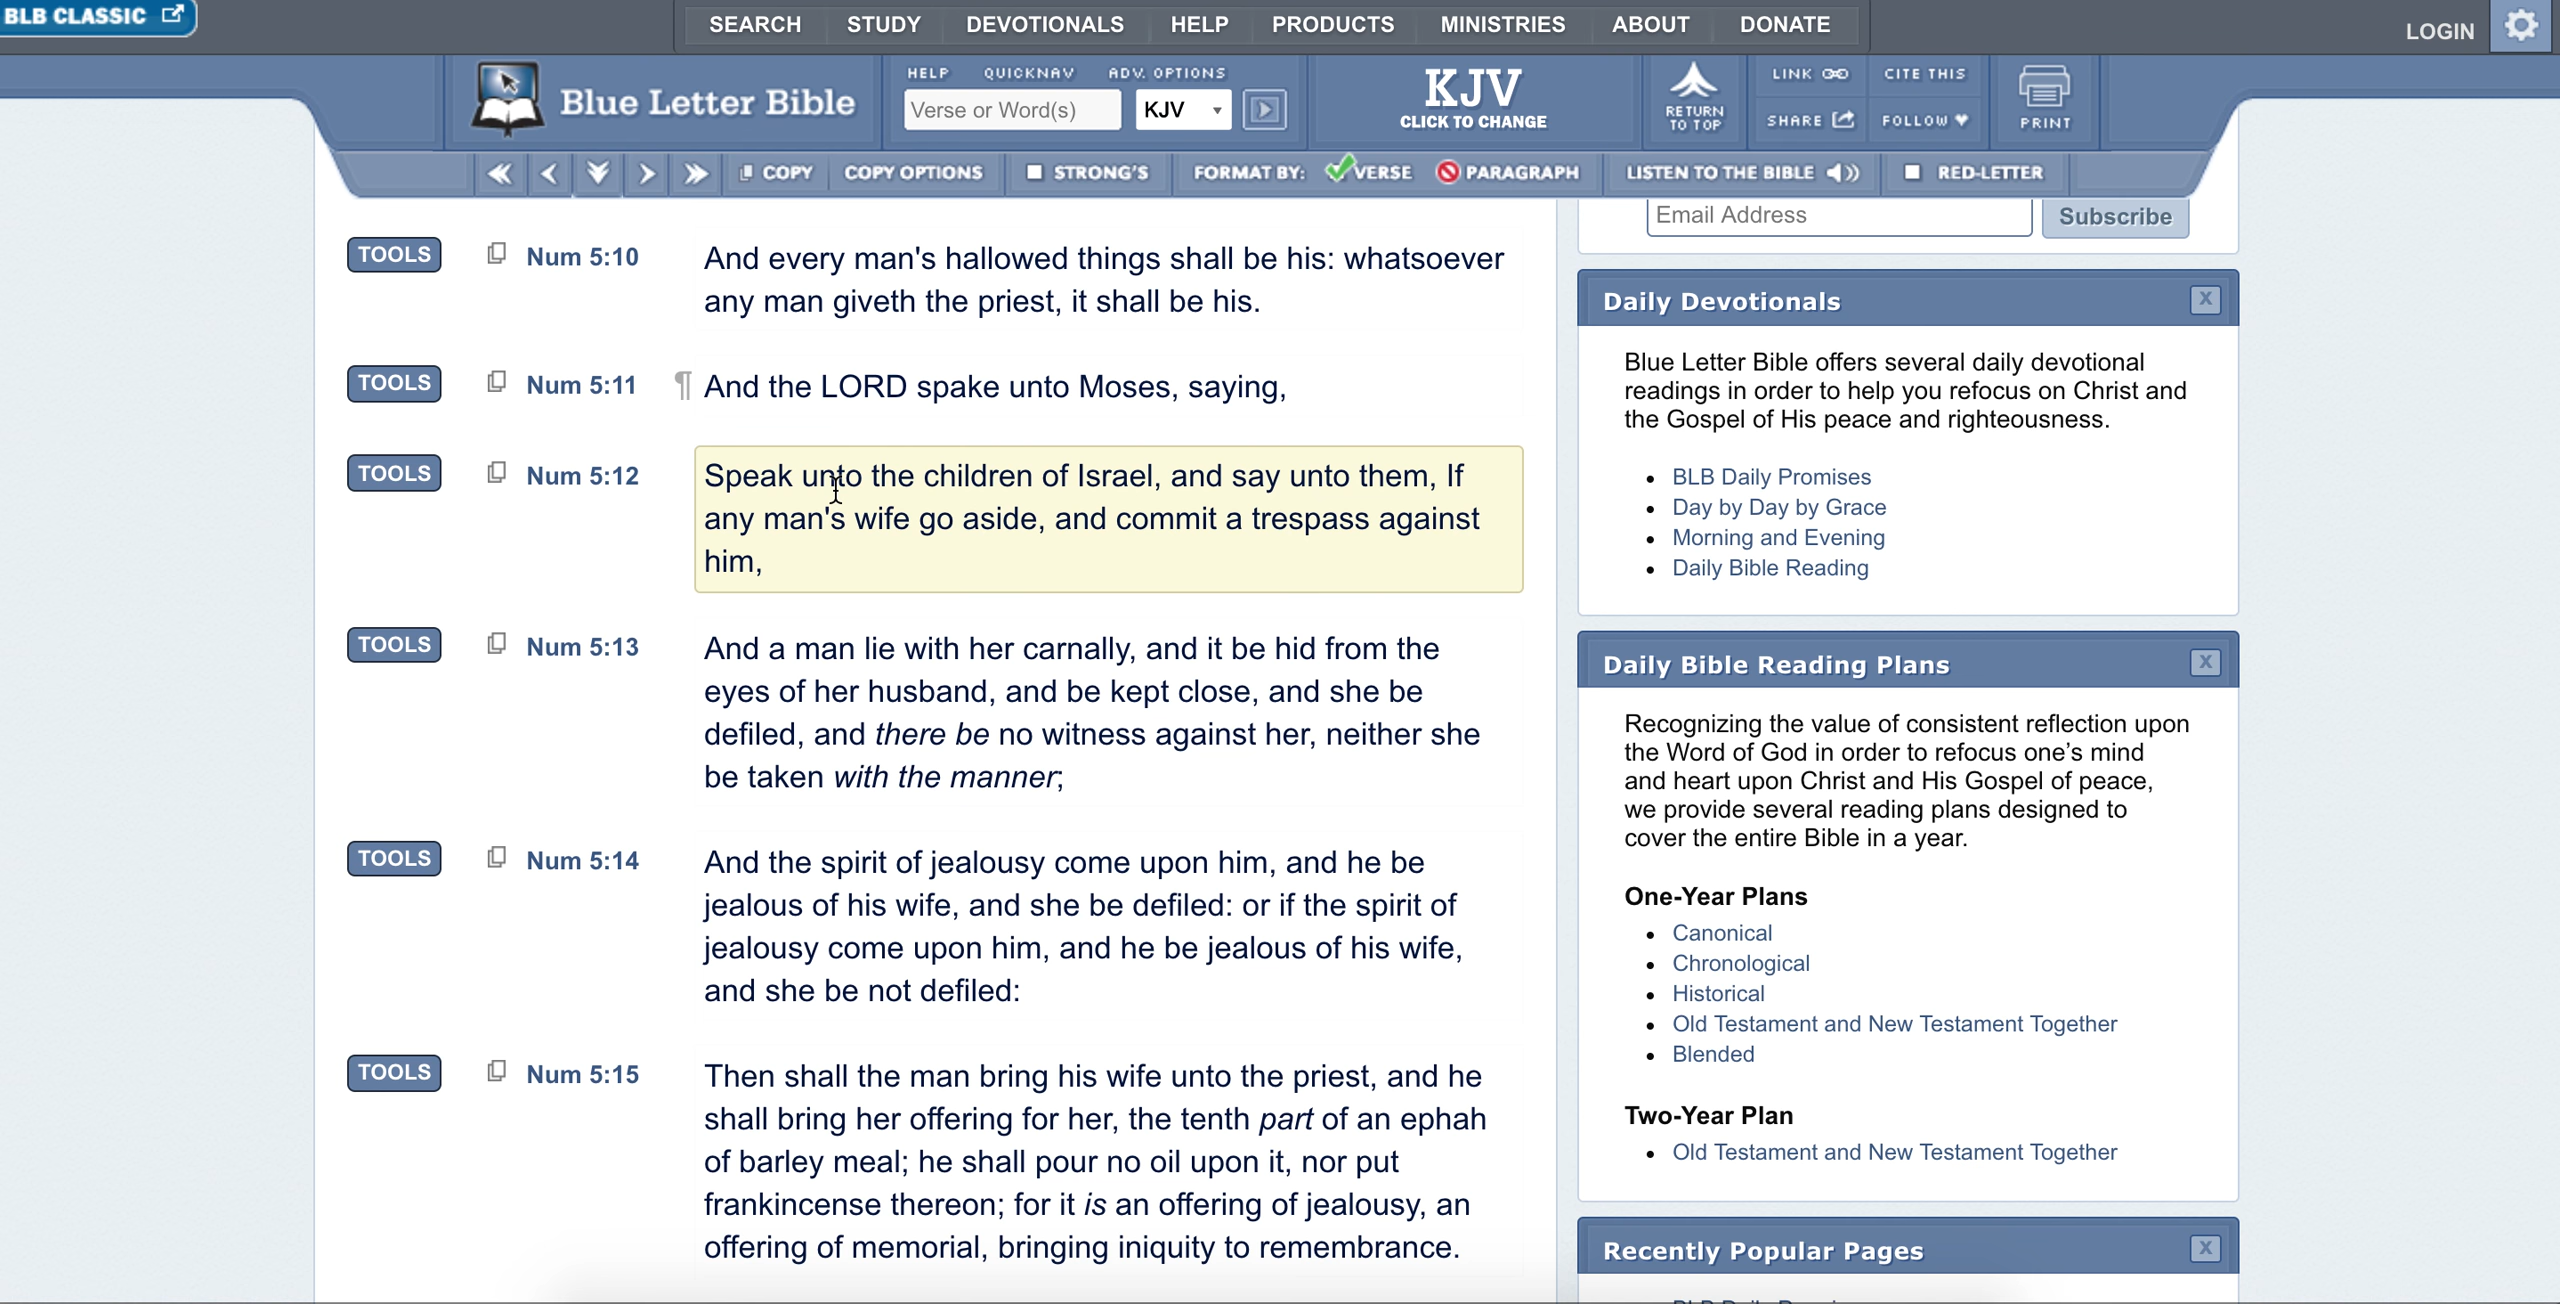 BLB CLASSIC
SEARCH STUDY DEVOTIONALS HELP PRODUCTS MINISTRIES ABOUT DONATE
LOGIN
Blue Letter Bible
HELP QUICKNAV ADV. OPTIONS
Verse or Word(s) KJV
KJV
CLICK TO CHANGE
RETURN
TO TOP
LINK CITE THIS
SHARE FOLLOW
PRINT
COPY COPY OPTIONS STRONG'S FORMAT BY: VERSE PARAGRAPH LISTEN TO THE BIBLE RED-LETTER
TOOLS Num 5:10 And every man's hallowed things shall be his: whatsoever
any man giveth the priest, it shall be his.
TOOLS Num 5:11 ¶ And the LORD spake unto Moses, saying,
TOOLS Num 5:12 Speak unto the children of Israel, and say unto them, If
any man's wife go aside, and commit a trespass against
him,
TOOLS Num 5:13 And a man lie with her carnally, and it be hid from the
eyes of her husband, and be kept close, and she be
defiled, and there be no witness against her, neither she
be taken with the manner;
TOOLS Num 5:14 And the spirit of jealousy come upon him, and he be
jealous of his wife, and she be defiled: or if the spirit of
jealousy come upon him, and he be jealous of his wife,
and she be not defiled:
TOOLS Num 5:15 Then shall the man bring his wife unto the priest, and he
shall bring her offering for her, the tenth part of an ephah
of barley meal; he shall pour no oil upon it, nor put
frankincense thereon; for it is an offering of jealousy, an
offering of memorial, bringing iniquity to remembrance.
Email Address Subscribe
Daily Devotionals X
Blue Letter Bible offers several daily devotional
readings in order to help you refocus on Christ and
the Gospel of His peace and righteousness.
• BLB Daily Promises
• Day by Day by Grace
• Morning and Evening
• Daily Bible Reading
Daily Bible Reading Plans X
Recognizing the value of consistent reflection upon
the Word of God in order to refocus one's mind
and heart upon Christ and His Gospel of peace,
we provide several reading plans designed to
cover the entire Bible in a year.
One-Year Plans
• Canonical
• Chronological
• Historical
• Old Testament and New Testament Together
• Blended
Two-Year Plan
• Old Testament and New Testament Together
Recently Popular Pages X